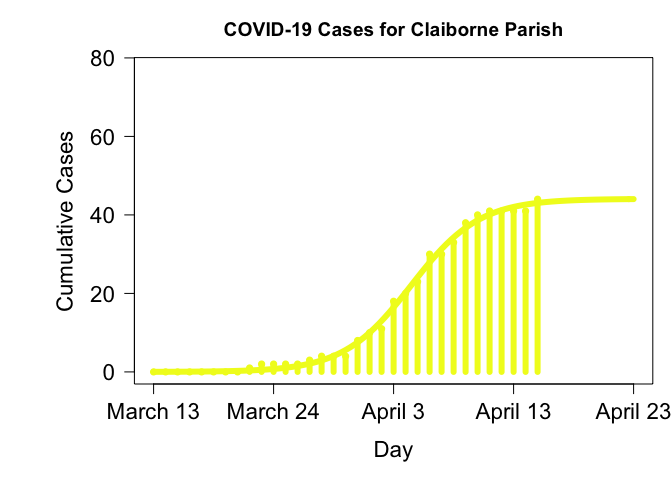 COVID-19 Cases for Claiborne Parish
80
60
40
20
0
Cumulative Cases
March 13 March 24 April 3 April 13 April 23
Day